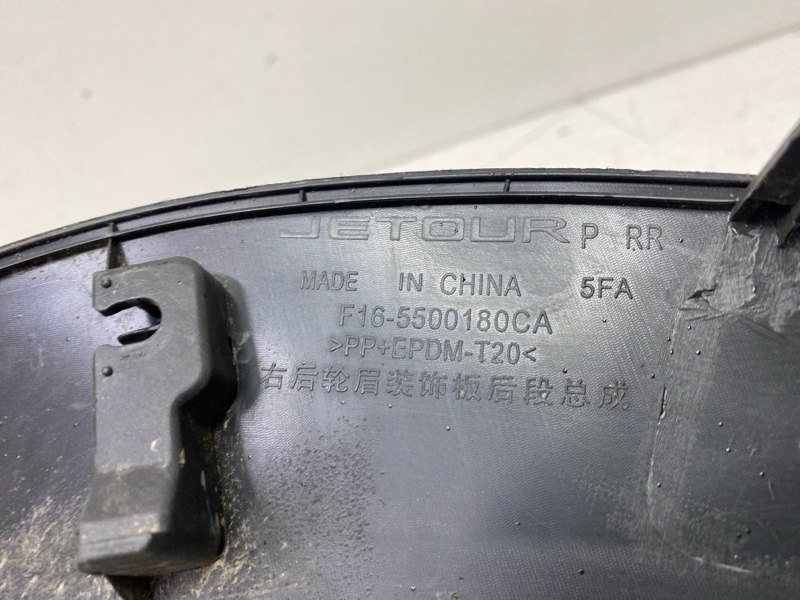 JETOUR P RR
MADE IN CHINA 5FA
F16-5500180CA
>PP+EPDM-T20<
右后轮眉装饰板后段总成